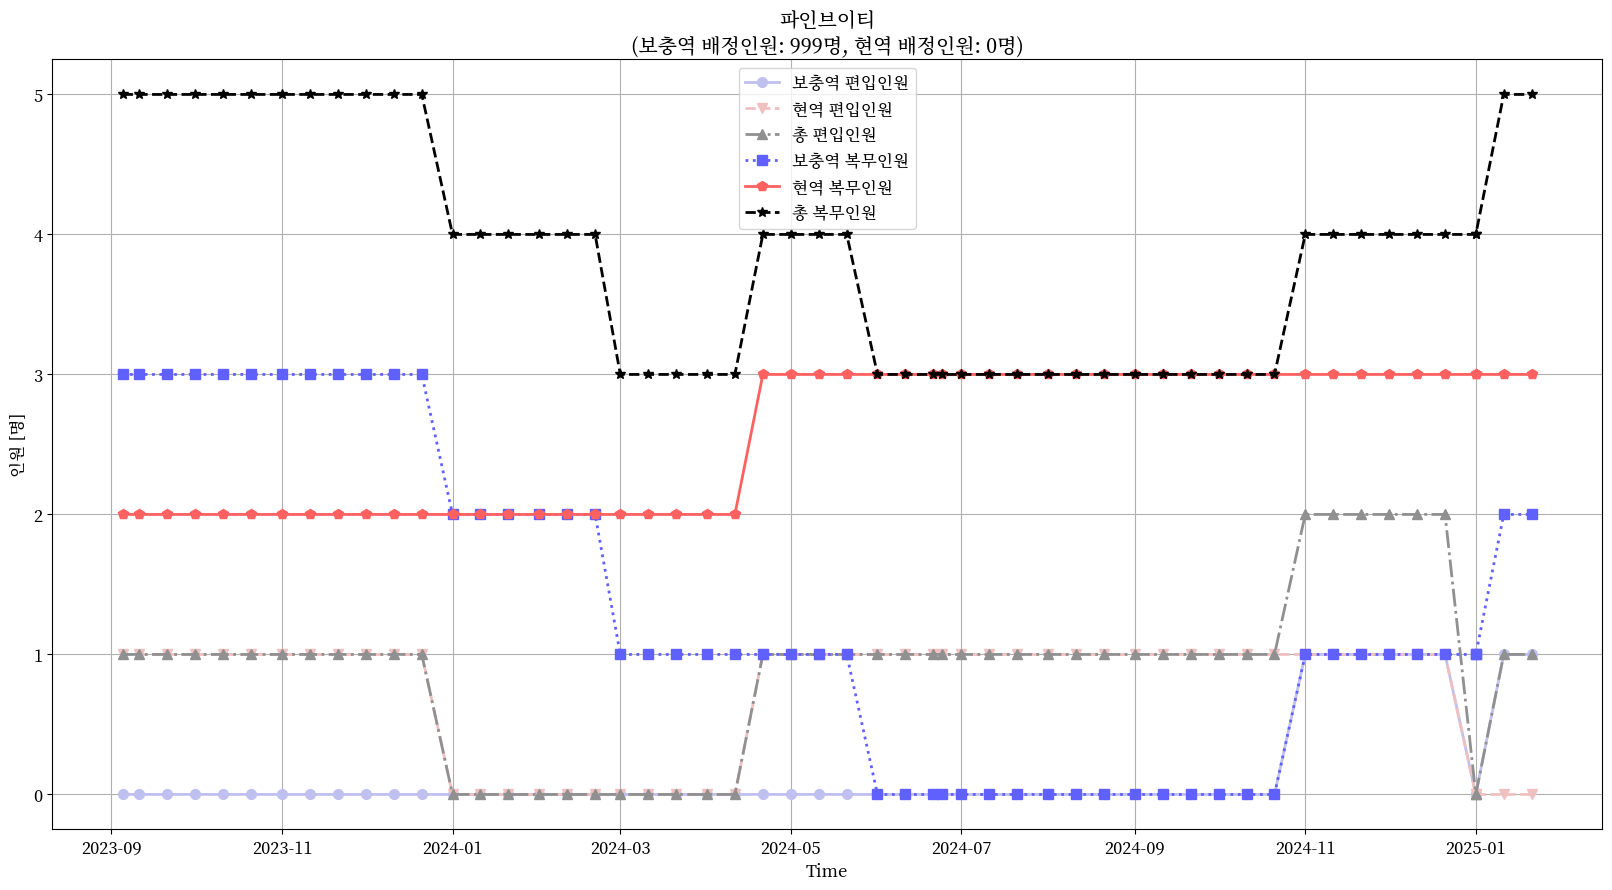 파인브이티
(보충역 배정인원: 999명, 현역 배정인원: 0명)
보충역 편입인원
현역 편입인원
총 편입인원
보충역 복무인원
현역 복무인원
총 복무인원
인원 [명]
5
4
3
2
1
0
2023-09
2023-11
2024-01
2024-03
2024-05
2024-07
2024-09
2024-11
2025-01
Time